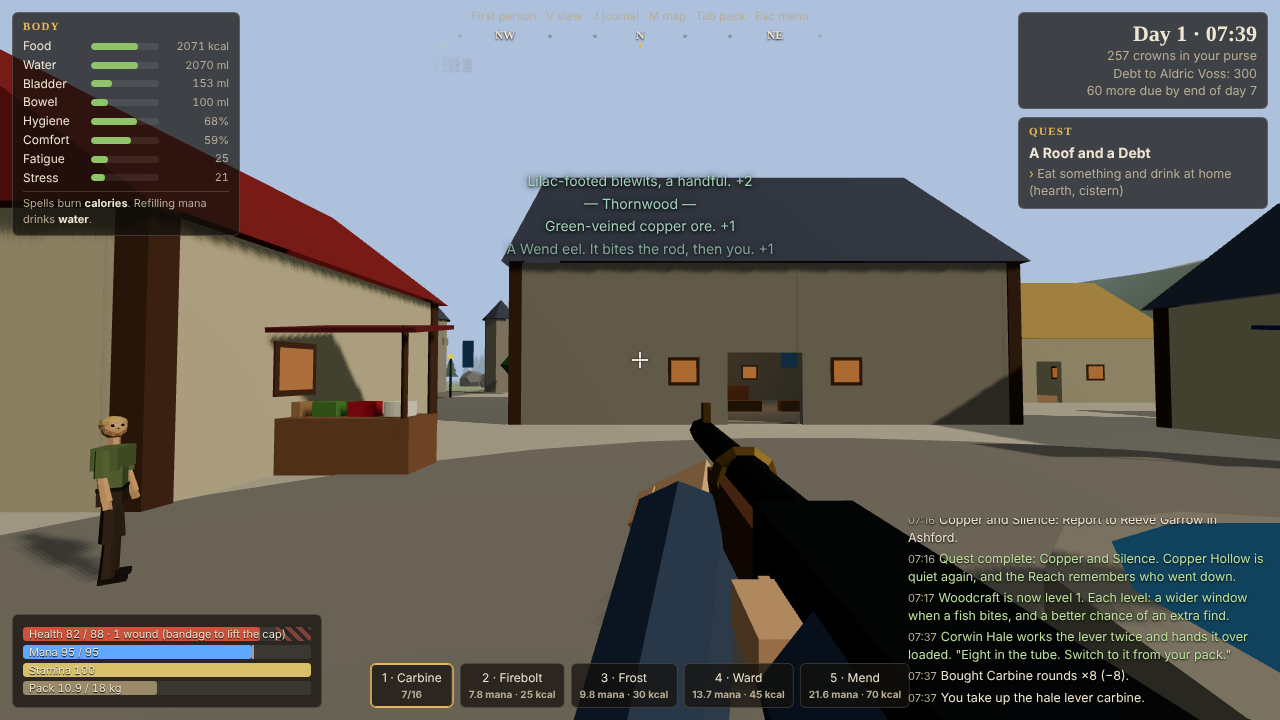 BODY
Food 2071 kcal
Water 2070 ml
Bladder 153 ml
Bowel 100 ml
Hygiene 68%
Comfort 59%
Fatigue 25
Stress 21
Spells burn calories. Refilling mana
drinks water.
First person · V view · J journal · M map · Tab pack · Esc menu
NW N NE
Day 1 · 07:39
257 crowns in your purse
Debt to Aldric Voss: 300
60 more due by end of day 7
QUEST
A Roof and a Debt
› Eat something and drink at home
(hearth, cistern)
Lilac-footed blewits, a handful. +2
— Thornwood —
Green-veined copper ore. +1
A Wend eel. It bites the rod, then you. +1
07:16 Copper and Silence: Report to Reeve Garrow in
Ashford.
07:16 Quest complete: Copper and Silence. Copper Hollow is
quiet again, and the Reach remembers who went down.
07:17 Woodcraft is now level 1. Each level: a wider window
when a fish bites, and a better chance of an extra find.
07:37 Corwin Hale works the lever twice and hands it over
loaded. "Eight in the tube. Switch to it from your pack."
07:37 Bought Carbine rounds ×8 (−8).
07:37 You take up the hale lever carbine.
Health 82 / 88 · 1 wound (bandage to lift the cap)
Mana 95 / 95
Stamina 100
Pack 10.9 / 18 kg
1 · Carbine
7/16
2 · Firebolt
7.8 mana · 25 kcal
3 · Frost
9.8 mana · 30 kcal
4 · Ward
13.7 mana · 45 kcal
5 · Mend
21.6 mana · 70 kcal